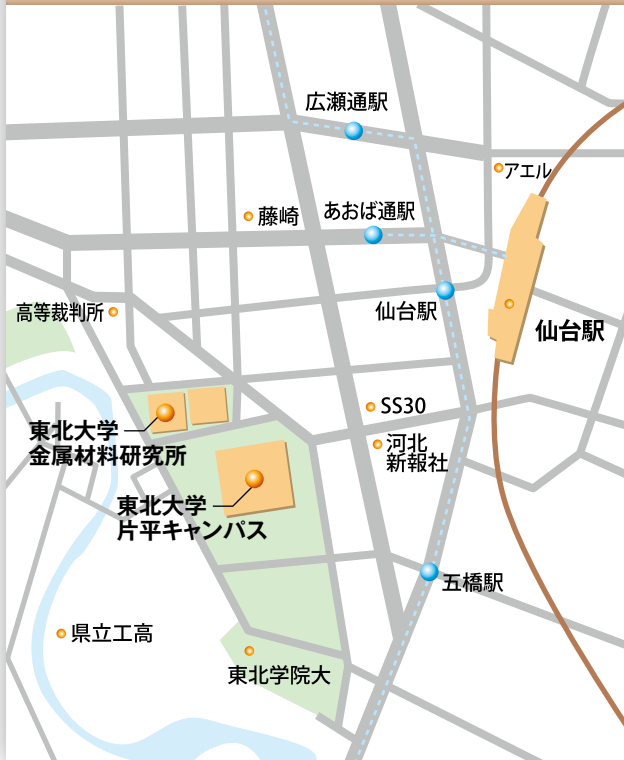 広瀬通駅
アエル
藤崎
あおば通駅
仙台駅
高等裁判所
仙台駅
SS30
東北大学
金属材料研究所
河北
新報社
東北大学
片平キャンパス
五橋駅
県立工高
東北学院大